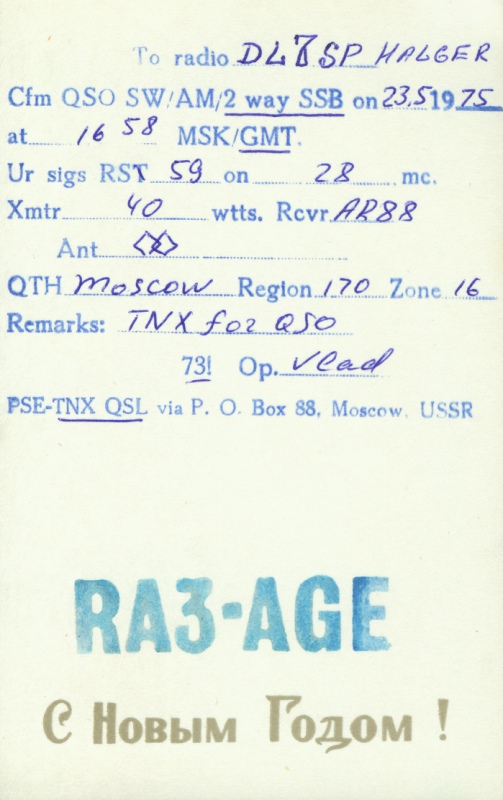 To radio DL7SP HALGER
Cfm QSO SW/AM/2 way SSB on 23,5 1975
at 16 58 MSK/GMT.
Ur sigs RST 59 on 28 mc.
Xmtr 40 wtts. Rcvr AR88
Ant
QTH Moscow Region 170 Zone 16
Remarks: TNX for QSO
73! Op. Vlad
PSE-TNX QSL via P. O. Box 88, Moscow, USSR
RA3-AGE
С Новым Годом !